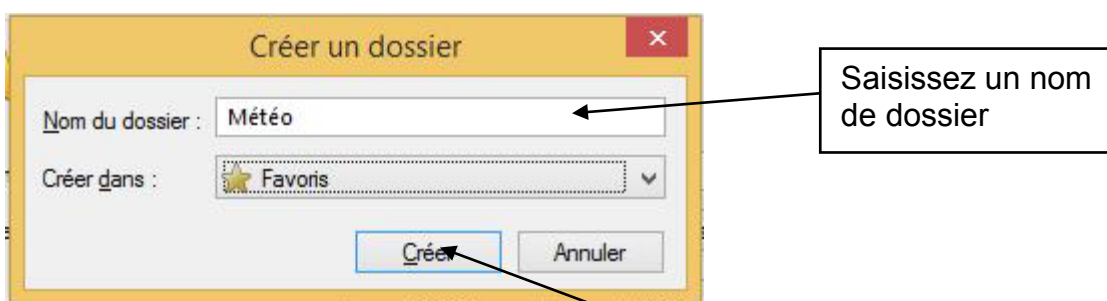 Créer un dossier
Nom du dossier : Météo
Créer dans : Favoris
Créer Annuler
Saisissez un nom
de dossier